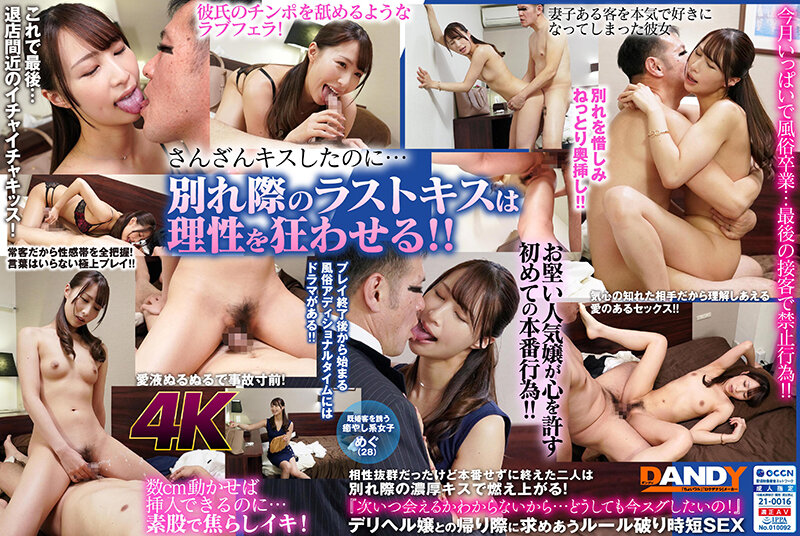 今月いっぱいで風俗卒業…最後の接客で禁止行為!!
妻子ある客を本気で好きに
なってしまった彼女
別れを惜しみ
ねっとり奥挿し!!
気心の知れた相手だから理解しあえる
愛のあるセックス!!
彼氏のチンポを舐めるような
ラブフェラ!
これで最後…
退店間近のイチャイチャキッス!
さんざんキスしたのに…
別れ際のラストキスは
理性を狂わせる!!
常客だから性感帯を全把握!
言葉はいらない極上プレイ!!
お堅い人気嬢が心を許す
初めての本番行為!!
プレイ終了後から始まる
風俗アディショナルタイムには
ドラマがある!!
愛液ぬるぬるで事故寸前!
4K
既婚客を誘う
癒やし系女子
めぐ
(28)
数cm動かせば
挿入できるのに…
素股で焦らしイキ!
相性抜群だったけど本番せずに終えた二人は
別れ際の濃厚キスで燃え上がる!
『次いつ会えるかわからないから…どうしても今スグしたいの!』
デリヘル嬢との帰り際に求めあうルール破り時短SEX
DANDY
OCCN
成人指定
21-0016
適正AV
IPPA
No.010092